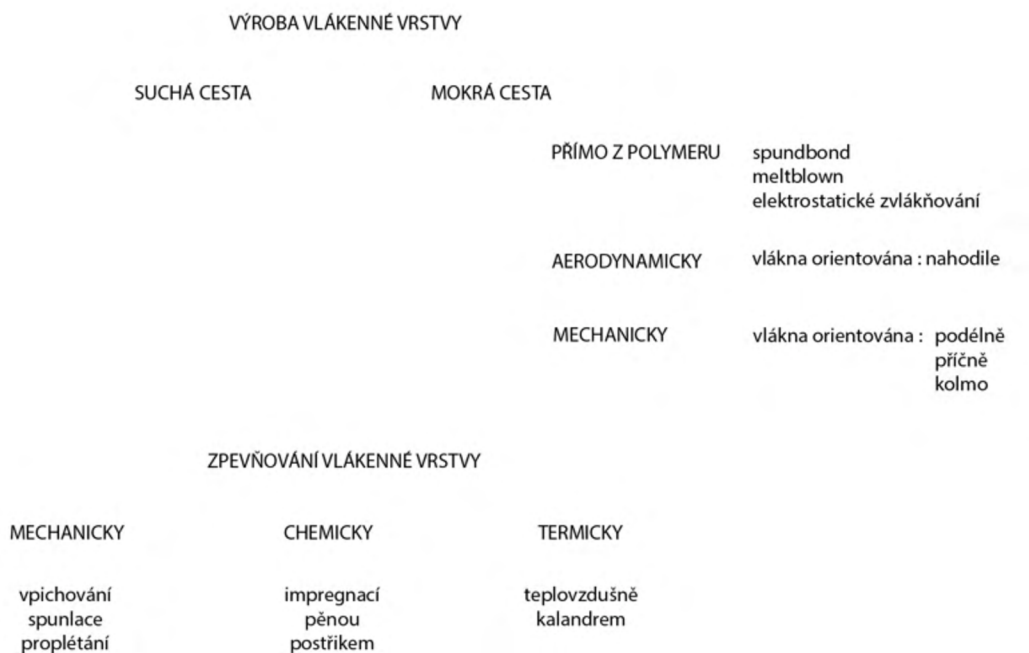 VÝROBA VLÁKENNÉ VRSTVY
SUCHÁ CESTA MOKRÁ CESTA
PŘÍMO Z POLYMERU spundbond
meltblown
elektrostatické zvlákňování
AERODYNAMICKY vlákna orientována : nahodile
MECHANICKY vlákna orientována : podélně
příčně
kolmo
ZPEVŇOVÁNÍ VLÁKENNÉ VRSTVY
MECHANICKY CHEMICKY TERMICKY
vpichování impregnací teplovzdušně
spunlace pěnou kalandrem
proplétání postřikem